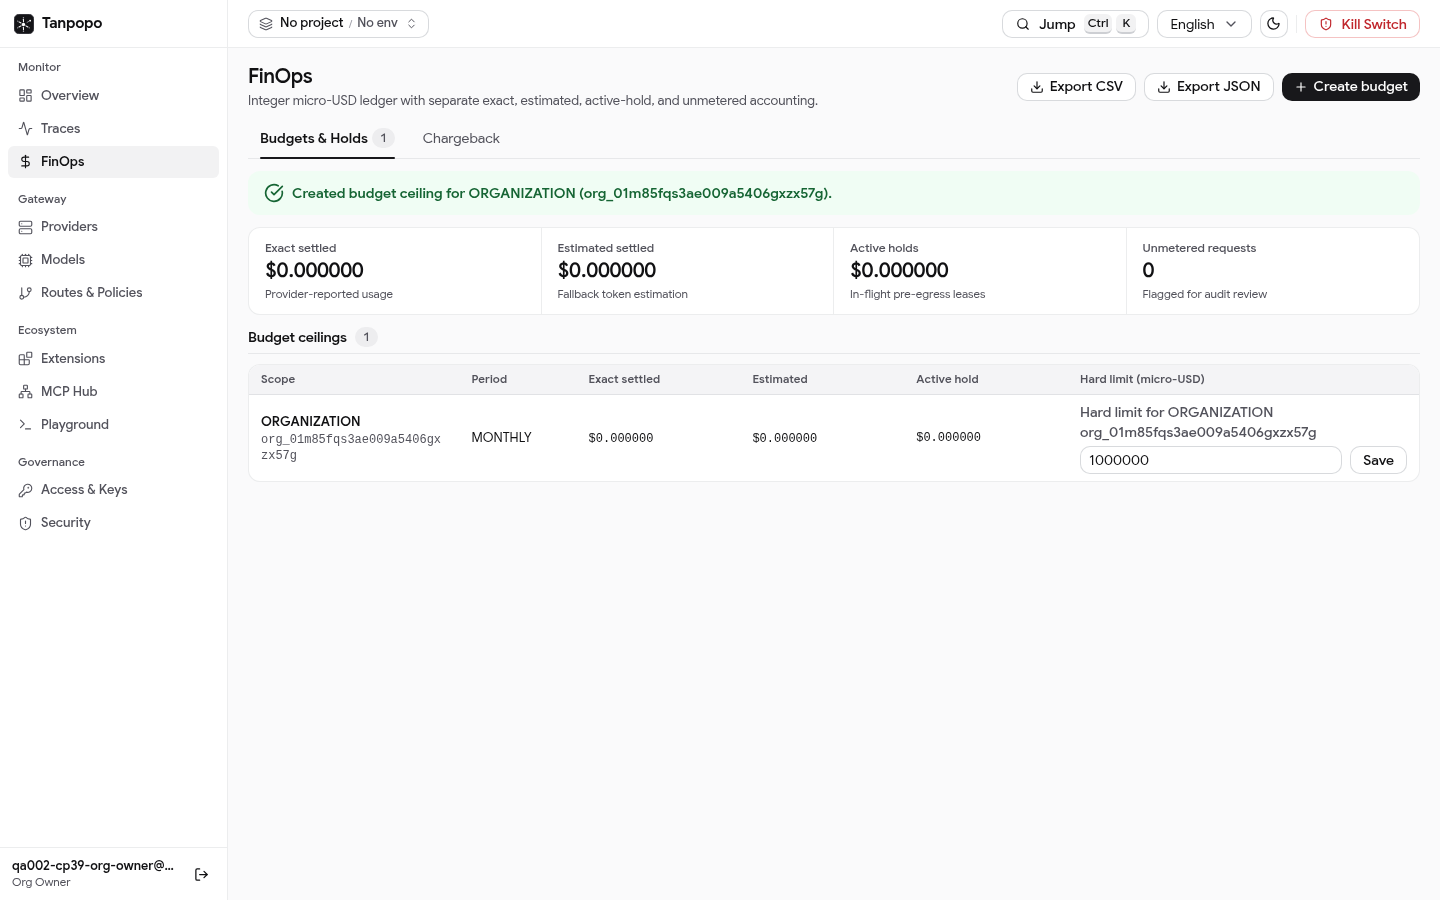 Tanpopo
No project / No env
Jump Ctrl K
English
Kill Switch
Monitor
Overview
Traces
FinOps
Gateway
Providers
Models
Routes & Policies
Ecosystem
Extensions
MCP Hub
Playground
Governance
Access & Keys
Security
qa002-cp39-org-owner@...
Org Owner
FinOps
Integer micro-USD ledger with separate exact, estimated, active-hold, and unmetered accounting.
Export CSV
Export JSON
Create budget
Budgets & Holds 1
Chargeback
Created budget ceiling for ORGANIZATION (org_01m85fqs3ae009a5406gxzx57g).
Exact settled
$0.000000
Provider-reported usage
Estimated settled
$0.000000
Fallback token estimation
Active holds
$0.000000
In-flight pre-egress leases
Unmetered requests
0
Flagged for audit review
Budget ceilings 1
Scope Period Exact settled Estimated Active hold Hard limit (micro-USD)
ORGANIZATION
org_01m85fqs3ae009a5406gx
zx57g
MONTHLY
$0.000000
$0.000000
$0.000000
Hard limit for ORGANIZATION
org_01m85fqs3ae009a5406gxzx57g
1000000
Save